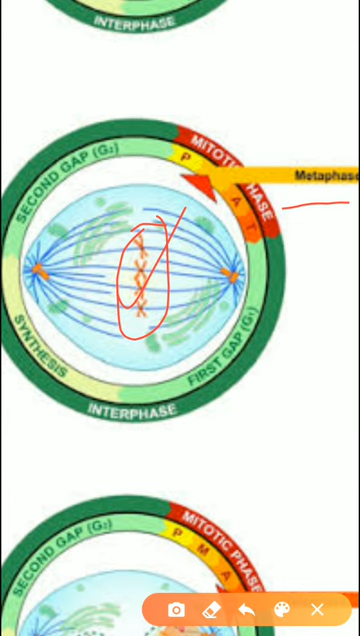 INTERPHASE
SECOND GAP (G₂)
MITOTIC PHASE
P
A
T
Metaphase
SYNTHESIS
FIRST GAP (G₁)
INTERPHASE
SECOND GAP (G₂)
MITOTIC PHASE
P
M
A